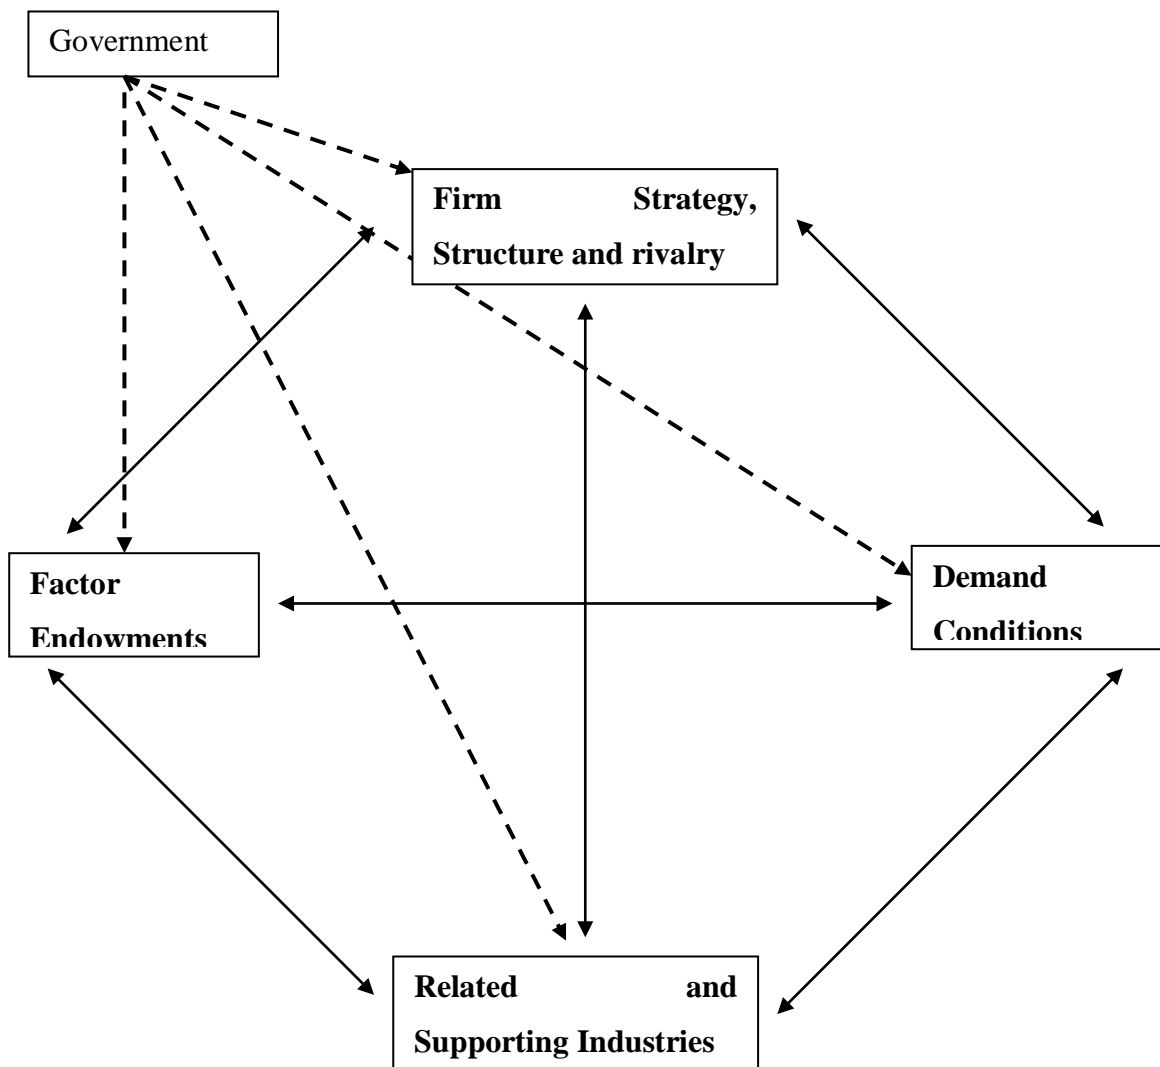 Government
Firm Strategy,
Structure and rivalry
Factor
Endowments
Demand
Conditions
Related and
Supporting Industries